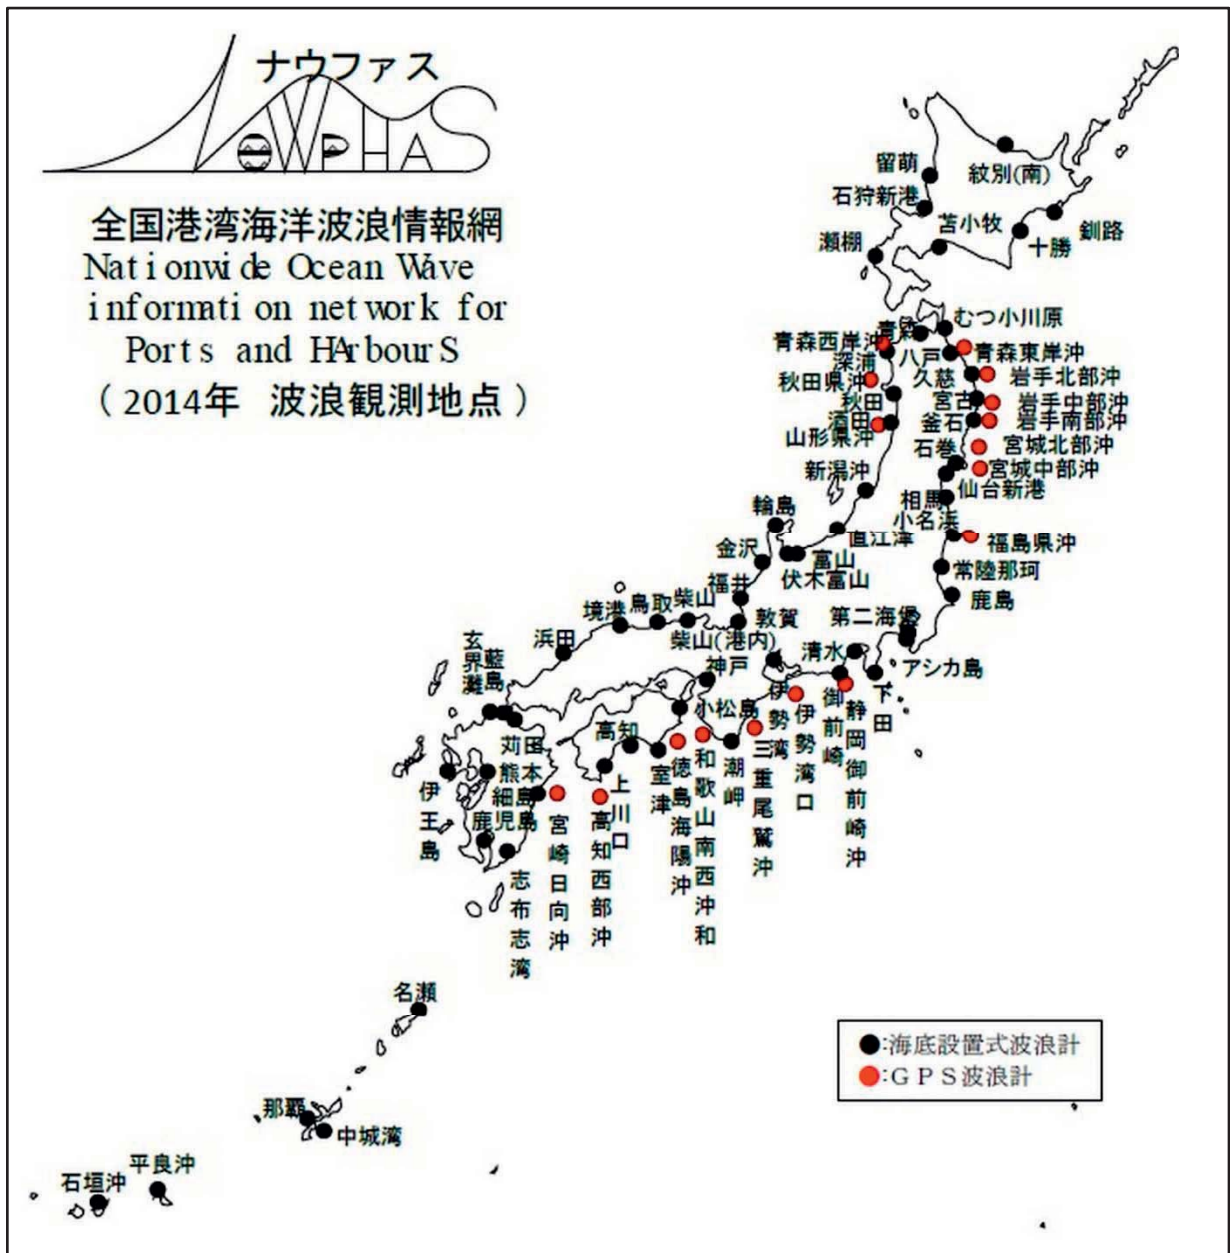 ナウファス
NOWPHAS
全国港湾海洋波浪情報網
Nationwide Ocean Wave
information network for
Ports and HArbourS
（2014年 波浪観測地点）
留萌
紋別(南)
石狩新港
苫小牧
釧路
瀬棚
十勝
むつ小川原
青森
青森西岸沖
八戸
青森東岸沖
深浦
久慈
岩手北部沖
秋田県沖
秋田
宮古
岩手中部沖
酒田
釜石
岩手南部沖
山形県沖
石巻
宮城北部沖
宮城中部沖
新潟沖
仙台新港
相馬
輪島
小名浜
直江津
福島県沖
金沢
富山
伏木富山
常陸那珂
福井
鹿島
境港
鳥取
柴山
敦賀
第二海堡
浜田
柴山(港内)
清水
アシカ島
玄界灘
藍島
神戸
下田
小松島
伊勢湾
伊勢湾口
御前崎
静岡御前崎沖
高知
苅田
室津
徳島海陽沖
和歌山南西沖和
潮岬
三重尾鷲沖
熊本
伊王島
細島
上川口
鹿児島
宮崎日向沖
高知西部沖
志布志湾
名瀬
那覇
中城湾
平良沖
石垣沖
●:海底設置式波浪計
●:ＧＰＳ波浪計